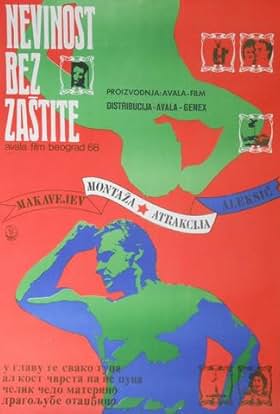 NEVINOST
BEZ
ZAŠTITE
avala film beograd 68
PROIZVODNJA: AVALA-FILM
DISTRIBUCIJA-AVALA-GENEX
MAKAVEJEV
MONTAŽA ★ ATRAKCIJA
ALEKSIĆ
у главу те свако тупа
ал кост чврста па не пуца
челик чело материно
драгољубе отаџбино